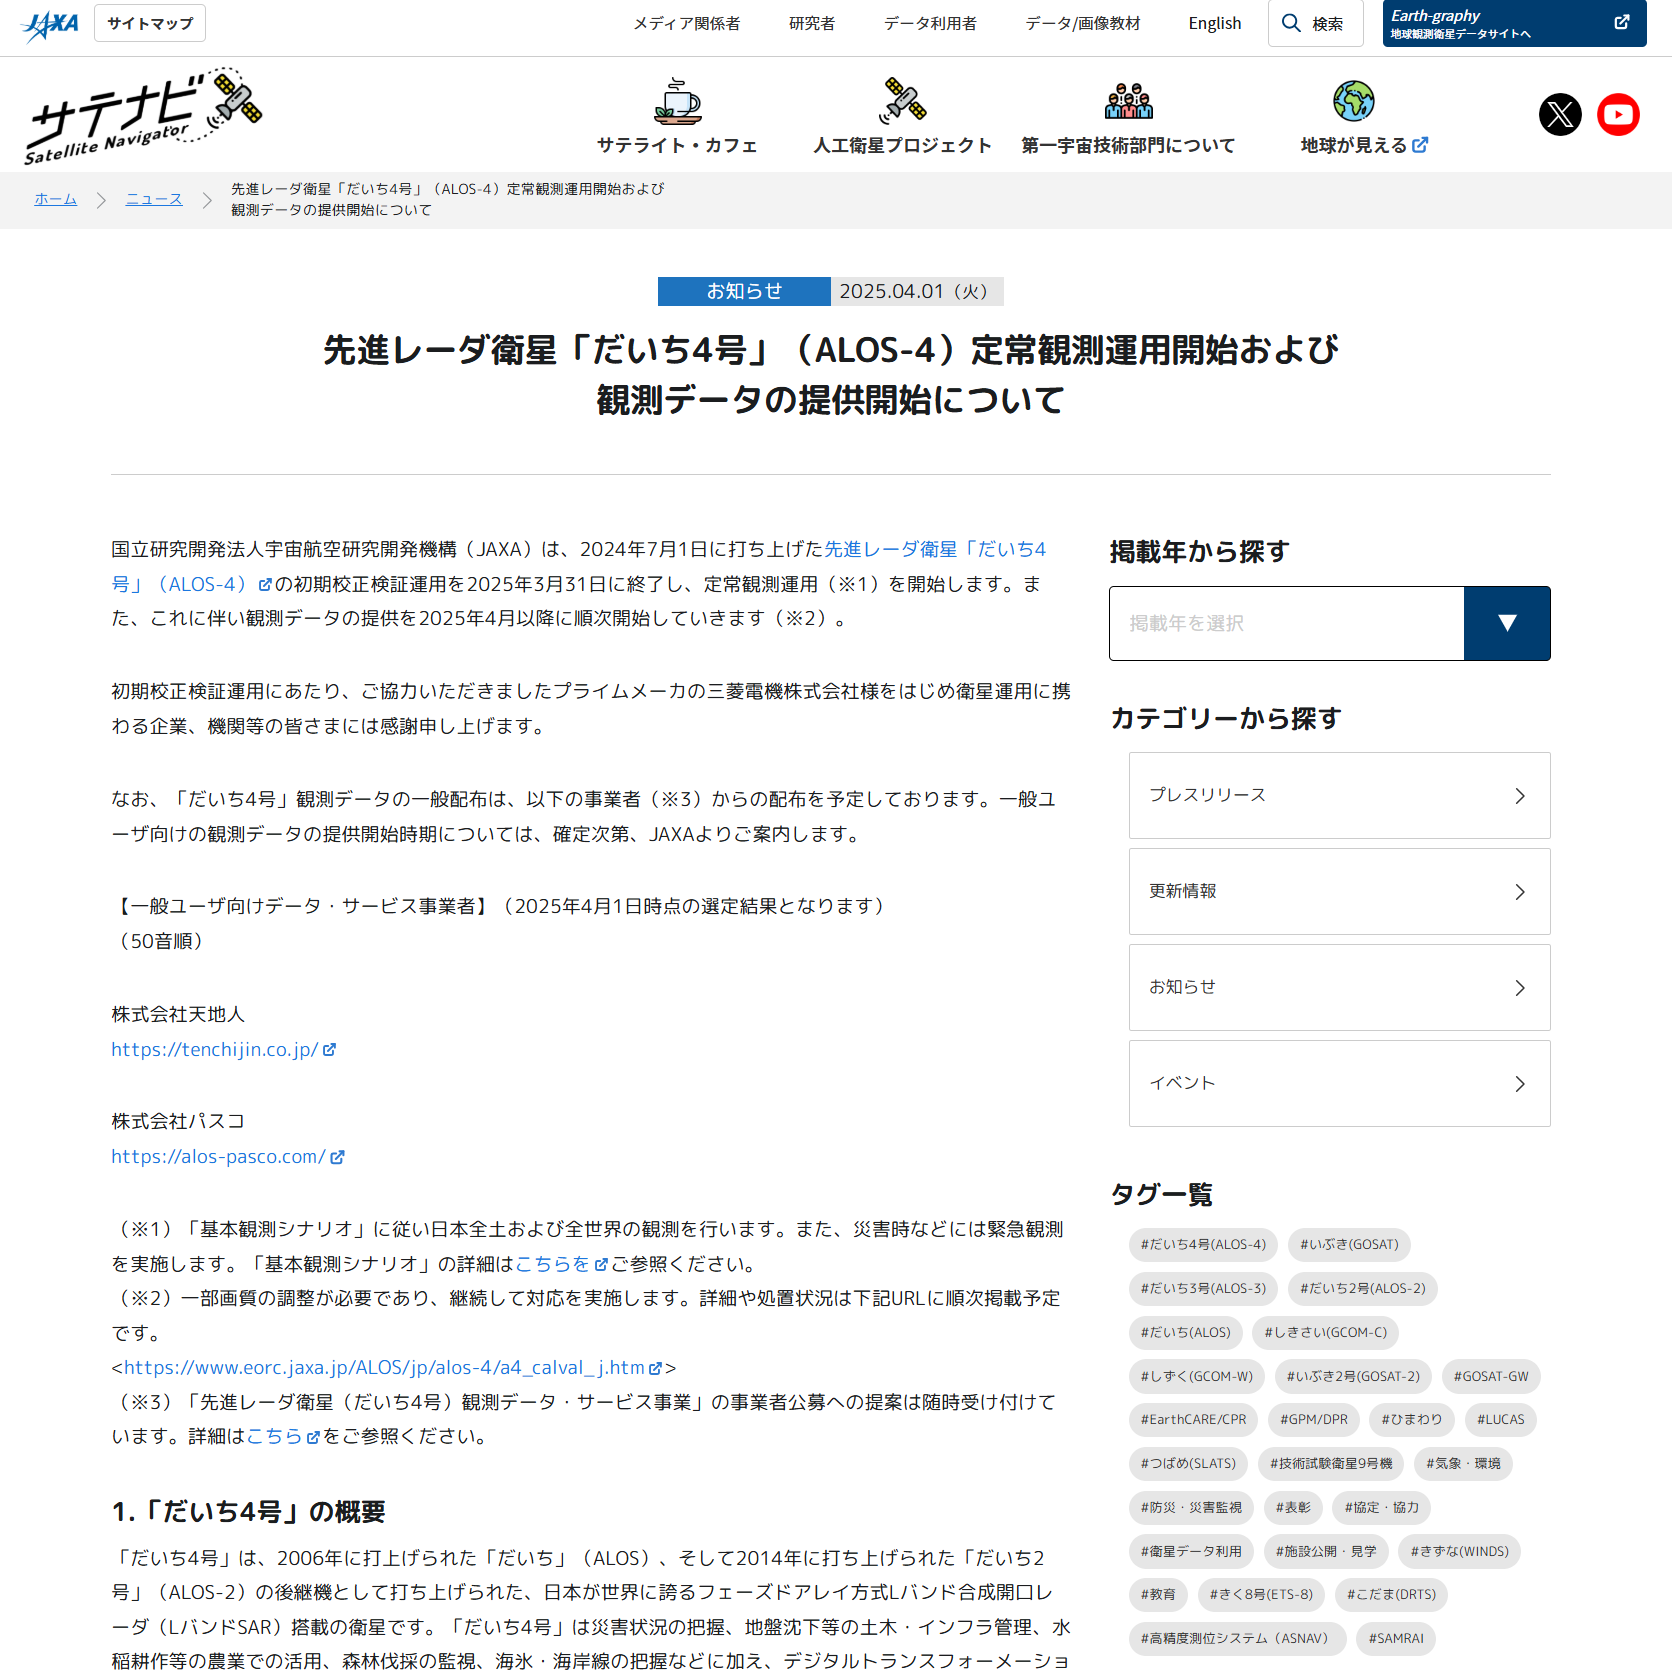 JAXA
サイトマップ
メディア関係者
研究者
データ利用者
データ/画像教材
English
検索
Earth-graphy
地球観測衛星データサイトへ
サテナビ
Satellite Navigator
サテライト・カフェ
人工衛星プロジェクト
第一宇宙技術部門について
地球が見える
ホーム
ニュース
先進レーダ衛星「だいち4号」（ALOS-4）定常観測運用開始および
観測データの提供開始について
お知らせ
2025.04.01（火）
先進レーダ衛星「だいち4号」（ALOS-4）定常観測運用開始および
観測データの提供開始について
国立研究開発法人宇宙航空研究開発機構（JAXA）は、2024年7月1日に打ち上げた先進レーダ衛星「だいち4
号」（ALOS-4）の初期校正検証運用を2025年3月31日に終了し、定常観測運用（※1）を開始します。ま
た、これに伴い観測データの提供を2025年4月以降に順次開始していきます（※2）。
初期校正検証運用にあたり、ご協力いただきましたプライムメーカの三菱電機株式会社様をはじめ衛星運用に携
わる企業、機関等の皆さまには感謝申し上げます。
なお、「だいち4号」観測データの一般配布は、以下の事業者（※3）からの配布を予定しております。一般ユ
ーザ向けの観測データの提供開始時期については、確定次第、JAXAよりご案内します。
【一般ユーザ向けデータ・サービス事業者】（2025年4月1日時点の選定結果となります）
（50音順）
株式会社天地人
https://tenchijin.co.jp/
株式会社パスコ
https://alos-pasco.com/
（※1）「基本観測シナリオ」に従い日本全土および全世界の観測を行います。また、災害時などには緊急観測
を実施します。「基本観測シナリオ」の詳細はこちらをご参照ください。
（※2）一部画質の調整が必要であり、継続して対応を実施します。詳細や処置状況は下記URLに順次掲載予定
です。
<https://www.eorc.jaxa.jp/ALOS/jp/alos-4/a4_calval_j.htm>
（※3）「先進レーダ衛星（だいち4号）観測データ・サービス事業」の事業者公募への提案は随時受け付けて
います。詳細はこちらをご参照ください。
1.「だいち4号」の概要
「だいち4号」は、2006年に打上げられた「だいち」（ALOS）、そして2014年に打ち上げられた「だいち2
号」（ALOS-2）の後継機として打ち上げられた、日本が世界に誇るフェーズドアレイ方式Lバンド合成開口レ
ーダ（LバンドSAR）搭載の衛星です。「だいち4号」は災害状況の把握、地盤沈下等の土木・インフラ管理、水
稲耕作等の農業での活用、森林伐採の監視、海氷・海岸線の把握などに加え、デジタルトランスフォーメーショ
掲載年から探す
掲載年を選択
▼
カテゴリーから探す
プレスリリース
更新情報
お知らせ
イベント
タグ一覧
#だいち4号(ALOS-4) #いぶき(GOSAT)
#だいち3号(ALOS-3) #だいち2号(ALOS-2)
#だいち(ALOS) #しきさい(GCOM-C)
#しずく(GCOM-W) #いぶき2号(GOSAT-2) #GOSAT-GW
#EarthCARE/CPR #GPM/DPR #ひまわり #LUCAS
#つばめ(SLATS) #技術試験衛星9号機 #気象・環境
#防災・災害監視 #表彰 #協定・協力
#衛星データ利用 #施設公開・見学 #きずな(WINDS)
#教育 #きく8号(ETS-8) #こだま(DRTS)
#高精度測位システム（ASNAV） #SAMRAI